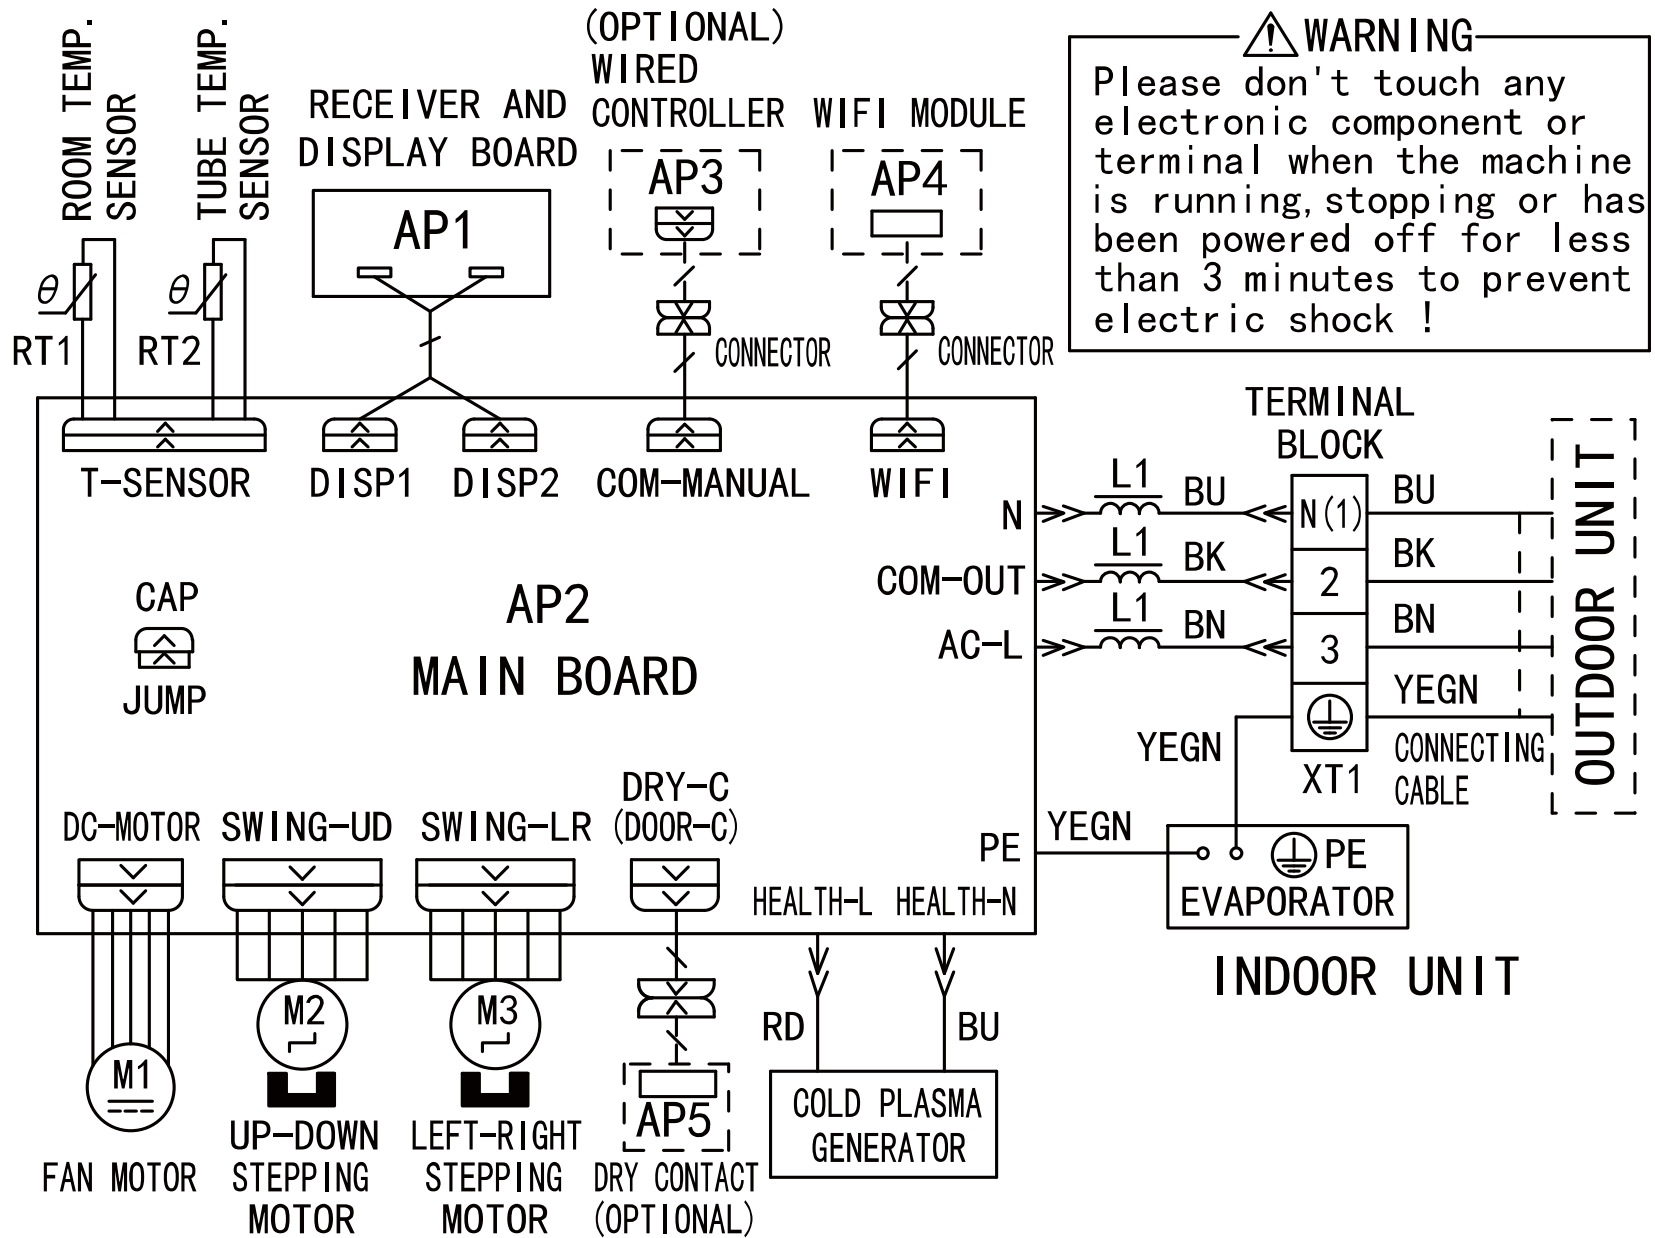 ROOM TEMP.
SENSOR
TUBE TEMP.
SENSOR
RECEIVER AND
DISPLAY BOARD
(OPTIONAL)
WIRED
CONTROLLER
WIFI MODULE
WARNING
Please don't touch any
electronic component or
terminal when the machine
is running, stopping or has
been powered off for less
than 3 minutes to prevent
electric shock !
AP1
AP3
AP4
θ
RT1
θ
RT2
CONNECTOR
CONNECTOR
T-SENSOR
DISP1
DISP2
COM-MANUAL
WIFI
TERMINAL
BLOCK
N
L1
BU
N(1)
BU
COM-OUT
L1
BK
2
BK
AC-L
L1
BN
3
BN
YEGN
YEGN
XT1
CONNECTING
CABLE
OUTDOOR UNIT
CAP
JUMP
AP2
MAIN BOARD
DC-MOTOR
SWING-UD
SWING-LR
DRY-C
(DOOR-C)
PE
YEGN
PE
EVAPORATOR
HEALTH-L
HEALTH-N
INDOOR UNIT
M1
M2
M3
RD
BU
AP5
COLD PLASMA
GENERATOR
FAN MOTOR
UP-DOWN
STEPPING
MOTOR
LEFT-RIGHT
STEPPING
MOTOR
DRY CONTACT
(OPTIONAL)